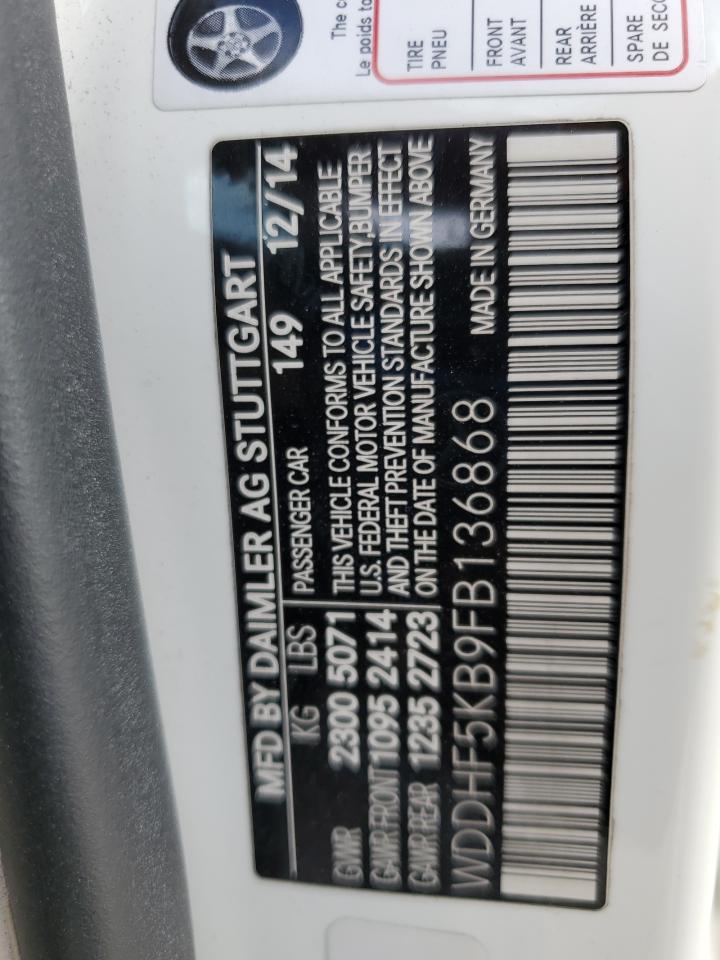 The c
Le poids to
TIRE
PNEU
FRONT
AVANT
REAR
ARRIÈRE
SPARE
DE SECO
MFD BY DAIMLER AG STUTTGART
KG LBS 149 12/14
GVWR 2300 5071
GAWR FRONT 1095 2414
GAWR REAR 1235 2723
PASSENGER CAR
THIS VEHICLE CONFORMS TO ALL APPLICABLE
U.S. FEDERAL MOTOR VEHICLE SAFETY, BUMPER
AND THEFT PREVENTION STANDARDS IN EFFECT
ON THE DATE OF MANUFACTURE SHOWN ABOVE
WDDHF5KB9FB136868 MADE IN GERMANY